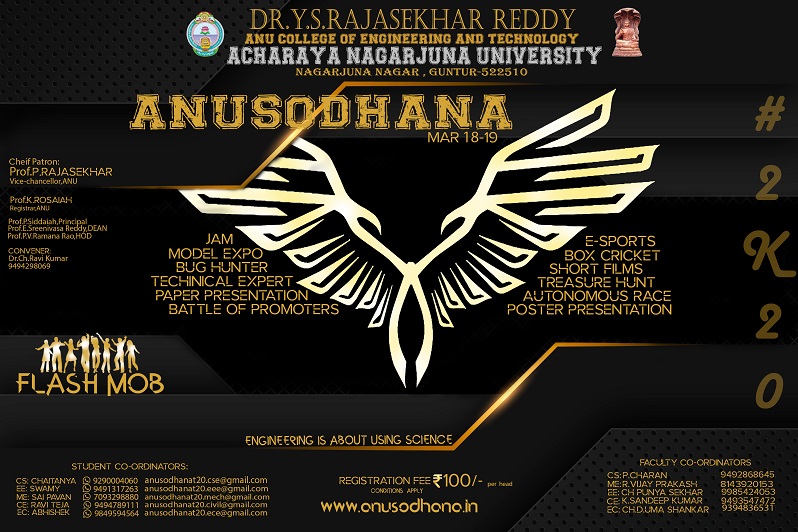 DR.Y.S.RAJASEKHAR REDDY
ANU COLLEGE OF ENGINEERING AND TECHNOLOGY
ACHARAYA NAGARJUNA UNIVERSITY
NAGARJUNA NAGAR , GUNTUR-522510
ANUSODHANA
MAR 18-19
#2K20
Cheif Patron:
Prof.P.RAJASEKHAR
Vice-chancellor,ANU
Prof.K.ROSAIAH
Registrar,ANU
Prof.P.Siddaiah,Principal
Prof.E.Sreenivasa Reddy,DEAN
Prof.P.V.Ramana Rao,HOD
CONVENER:
Dr.Ch.Ravi Kumar
9494298069
JAM
MODEL EXPO
BUG HUNTER
TECHINICAL EXPERT
PAPER PRESENTATION
BATTLE OF PROMOTERS
E-SPORTS
BOX CRICKET
SHORT FILMS
TREASURE HUNT
AUTONOMOUS RACE
POSTER PRESENTATION
FLASH MOB
ENGINEERING IS ABOUT USING SCIENCE
STUDENT CO-ORDINATORS
CS: CHAITANYA 9290004060 anusodhanat20.cse@gmail.com
EE: SWAMY 9491317263 anusodhanat20.eee@gmail.com
ME: SAI PAVAN 7093298880 anusodhanat20.mech@gmail.com
CE: RAVI TEJA 9494789111 anusodhanat20.civil@gmail.com
EC: ABHISHEK 9849594564 anusodhanat20.ece@gmail.com
REGISTRATION FEE ₹100/- per head
CONDITIONS APPLY
www.anusodhana.in
FACULTY CO-ORDINATORS
CS:P.CHARAN 9492868645
ME:R.VIJAY PRAKASH 8143920153
EE: CH PUNYA SEKHAR 9985424053
CE: K.SANDEEP KUMAR 9493547472
EC: CH.D.UMA SHANKAR 9394836531